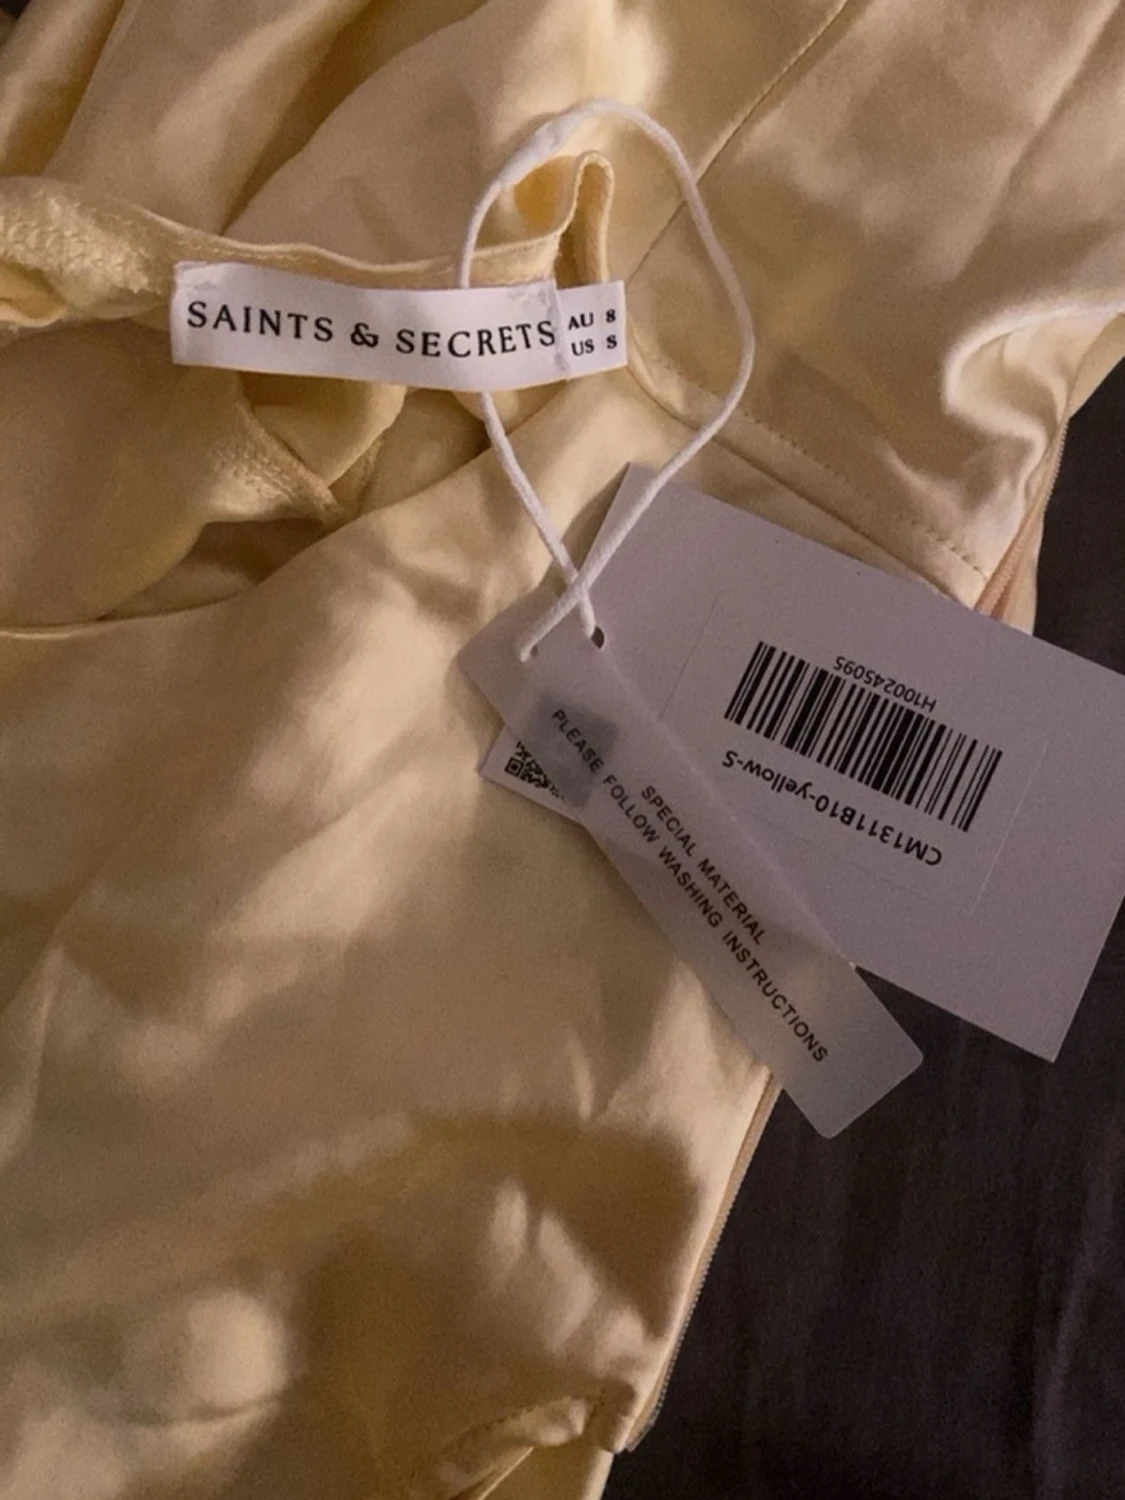 SAINTS & SECRETS
AU 8
US S
PLEASE FOLLOW WASHING INSTRUCTIONS
SPECIAL MATERIAL
H100245095
CM1311B10-yellow-S